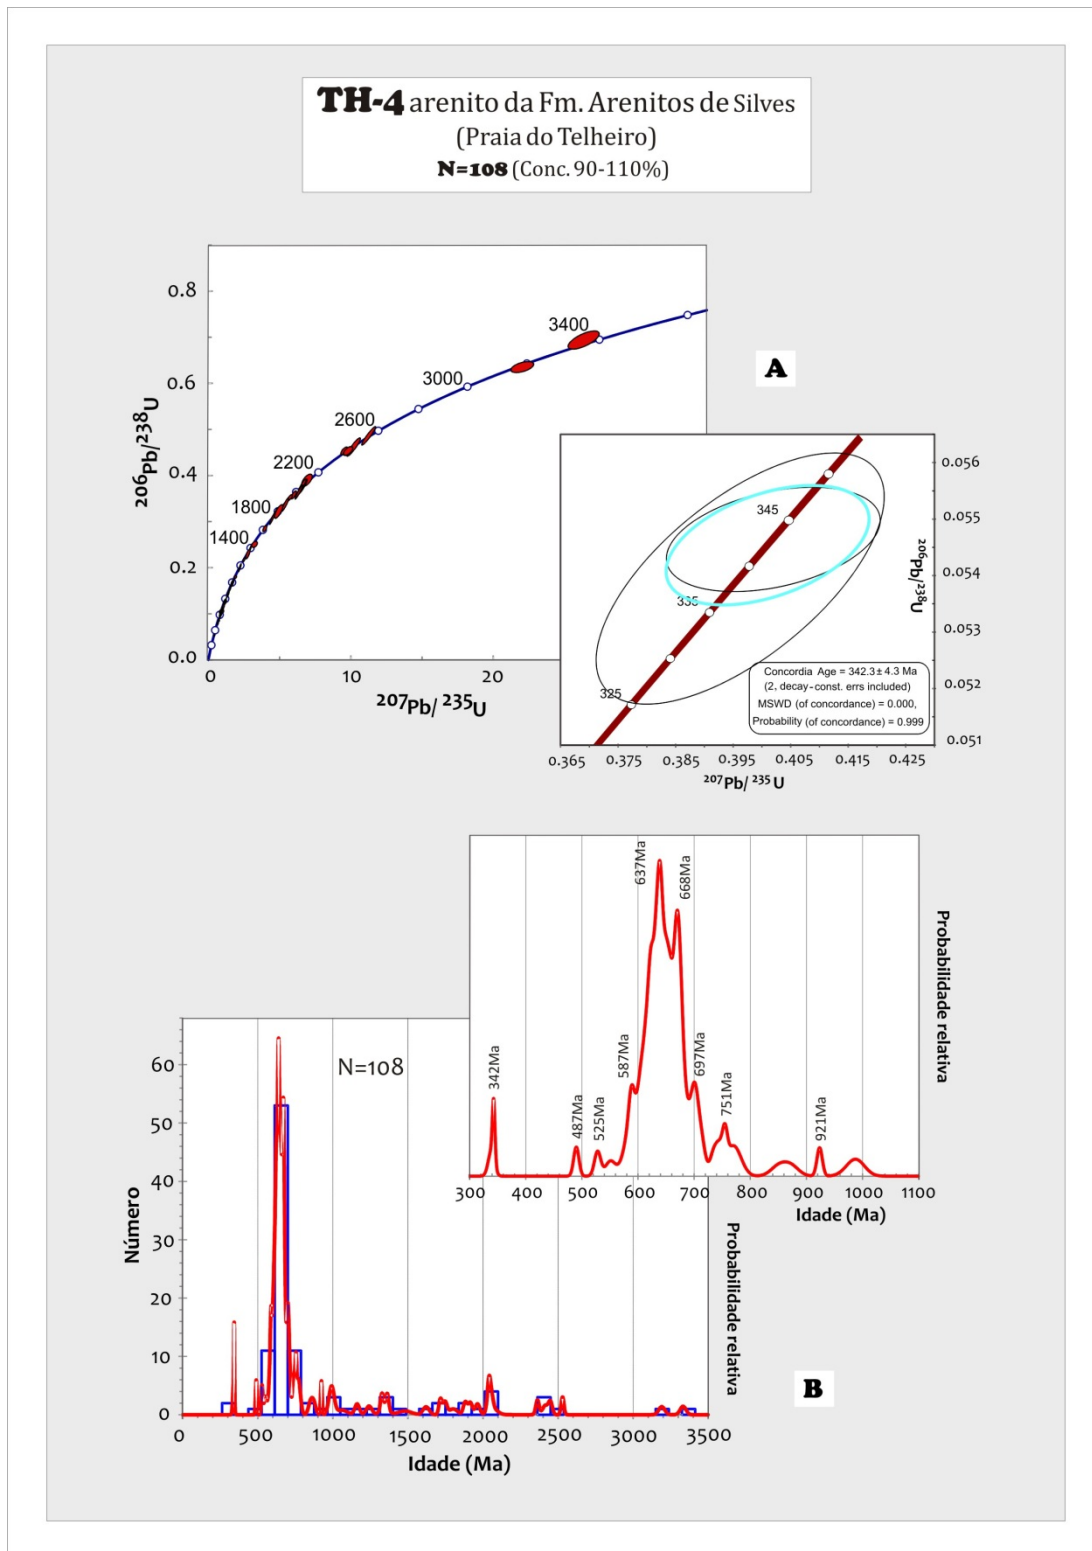 TH-4 arenito da Fm. Arenitos de Silves
(Praia do Telheiro)
N=108 (Conc. 90-110%)
0.8
0.6
0.4
0.2
0.0
206Pb/238U
1400
1800
2200
2600
3000
3400
0
10
20
207Pb/ 235U
A
325
335
345
0.056
0.055
0.054
0.053
0.052
0.051
206Pb/238U
Concordia Age = 342.3± 4.3 Ma
(2, decay-const. errs included)
MSWD (of concordance) = 0.000,
Probability (of concordance) = 0.999
0.365
0.375
0.385
0.395
0.405
0.415
0.425
207Pb/ 235U
342Ma
487Ma
525Ma
587Ma
637Ma
668Ma
697Ma
751Ma
921Ma
Probabilidade relativa
300
400
500
600
700
800
900
1000
1100
Idade (Ma)
N=108
Número
60
50
40
30
20
10
0
Probabilidade relativa
B
0
500
1000
1500
2000
2500
3000
3500
Idade (Ma)